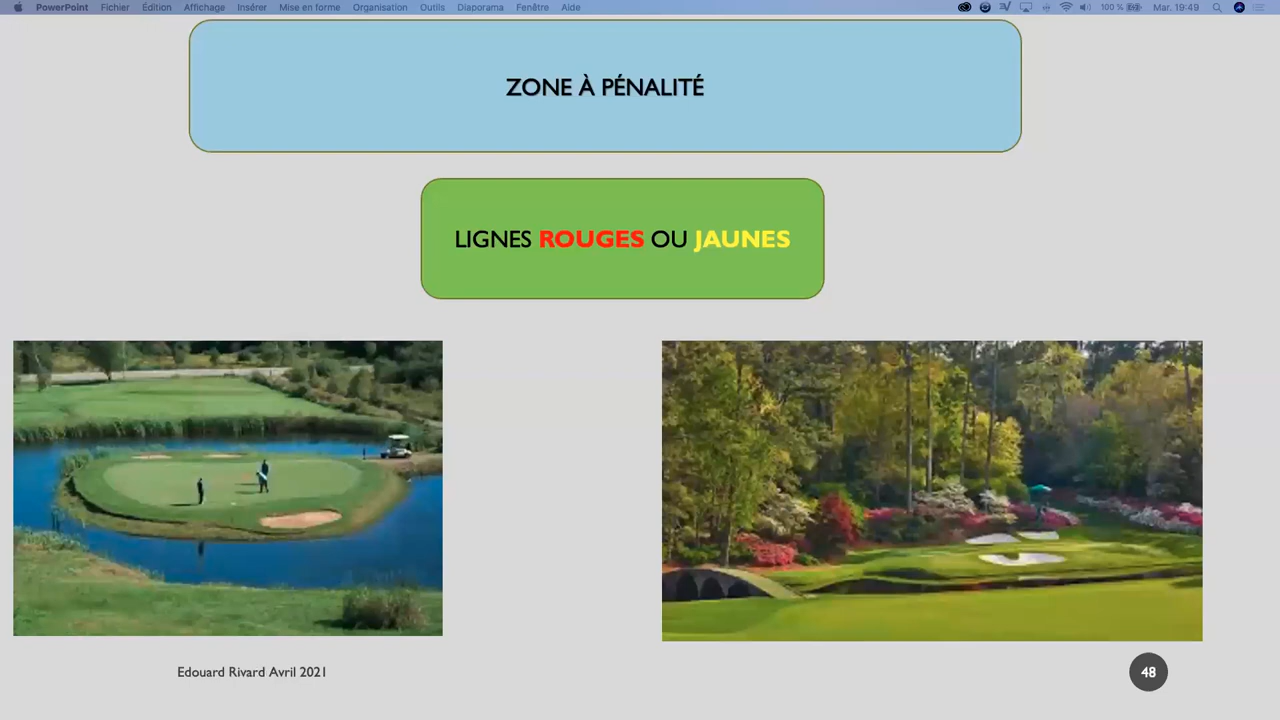 PowerPoint Fichier Édition Affichage Insérer Mise en forme Organisation Outils Diaporama Fenêtre Aide 100 % Mar. 19:49
ZONE À PÉNALITÉ
LIGNES ROUGES OU JAUNES
Edouard Rivard Avril 2021
48